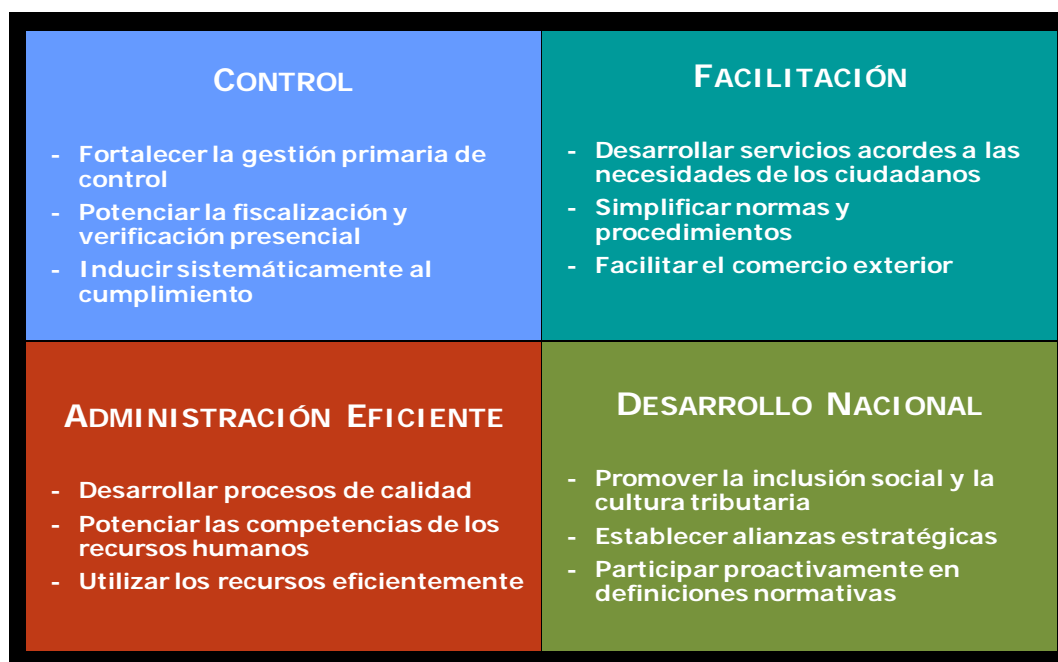 CONTROL
- Fortalecer la gestión primaria de
control
- Potenciar la fiscalización y
verificación presencial
- Inducir sistemáticamente al
cumplimiento
FACILITACIÓN
- Desarrollar servicios acordes a las
necesidades de los ciudadanos
- Simplificar normas y
procedimientos
- Facilitar el comercio exterior
ADMINISTRACIÓN EFICIENTE
- Desarrollar procesos de calidad
- Potenciar las competencias de los
recursos humanos
- Utilizar los recursos eficientemente
DESARROLLO NACIONAL
- Promover la inclusión social y la
cultura tributaria
- Establecer alianzas estratégicas
- Participar proactivamente en
definiciones normativas